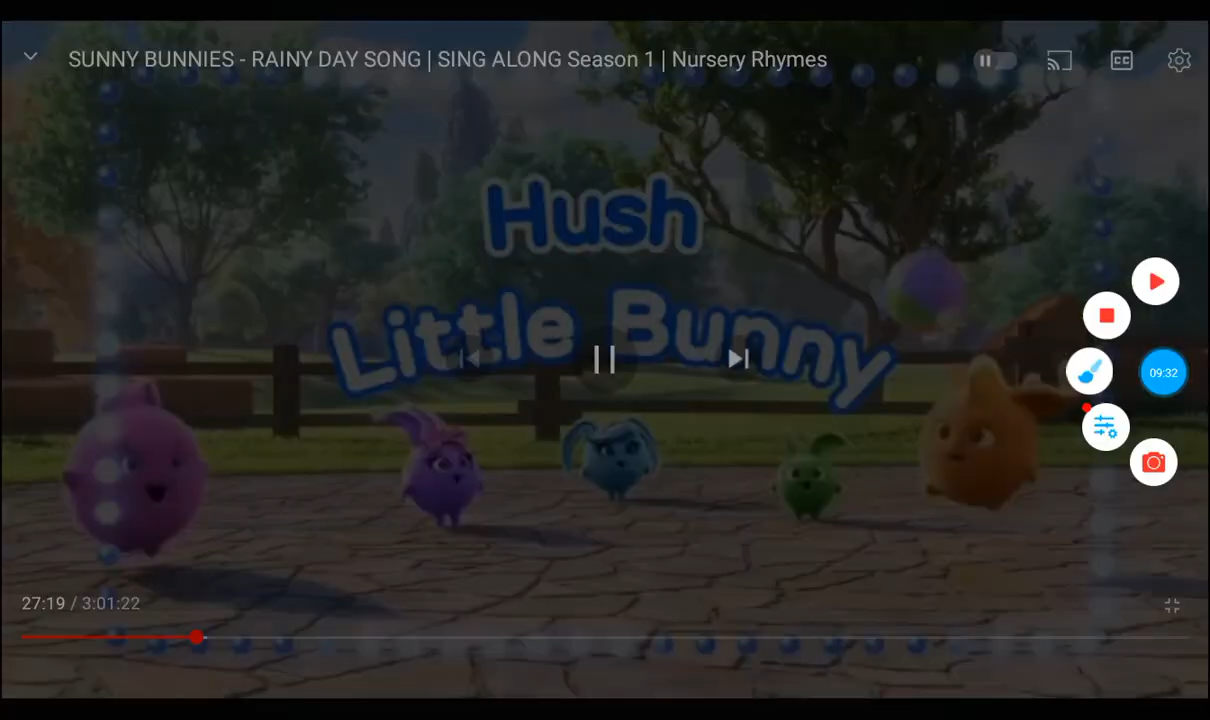 SUNNY BUNNIES - RAINY DAY SONG | SING ALONG Season 1 | Nursery Rhymes
CC
Hush
Little Bunny
09:32
27:19 / 3:01:22